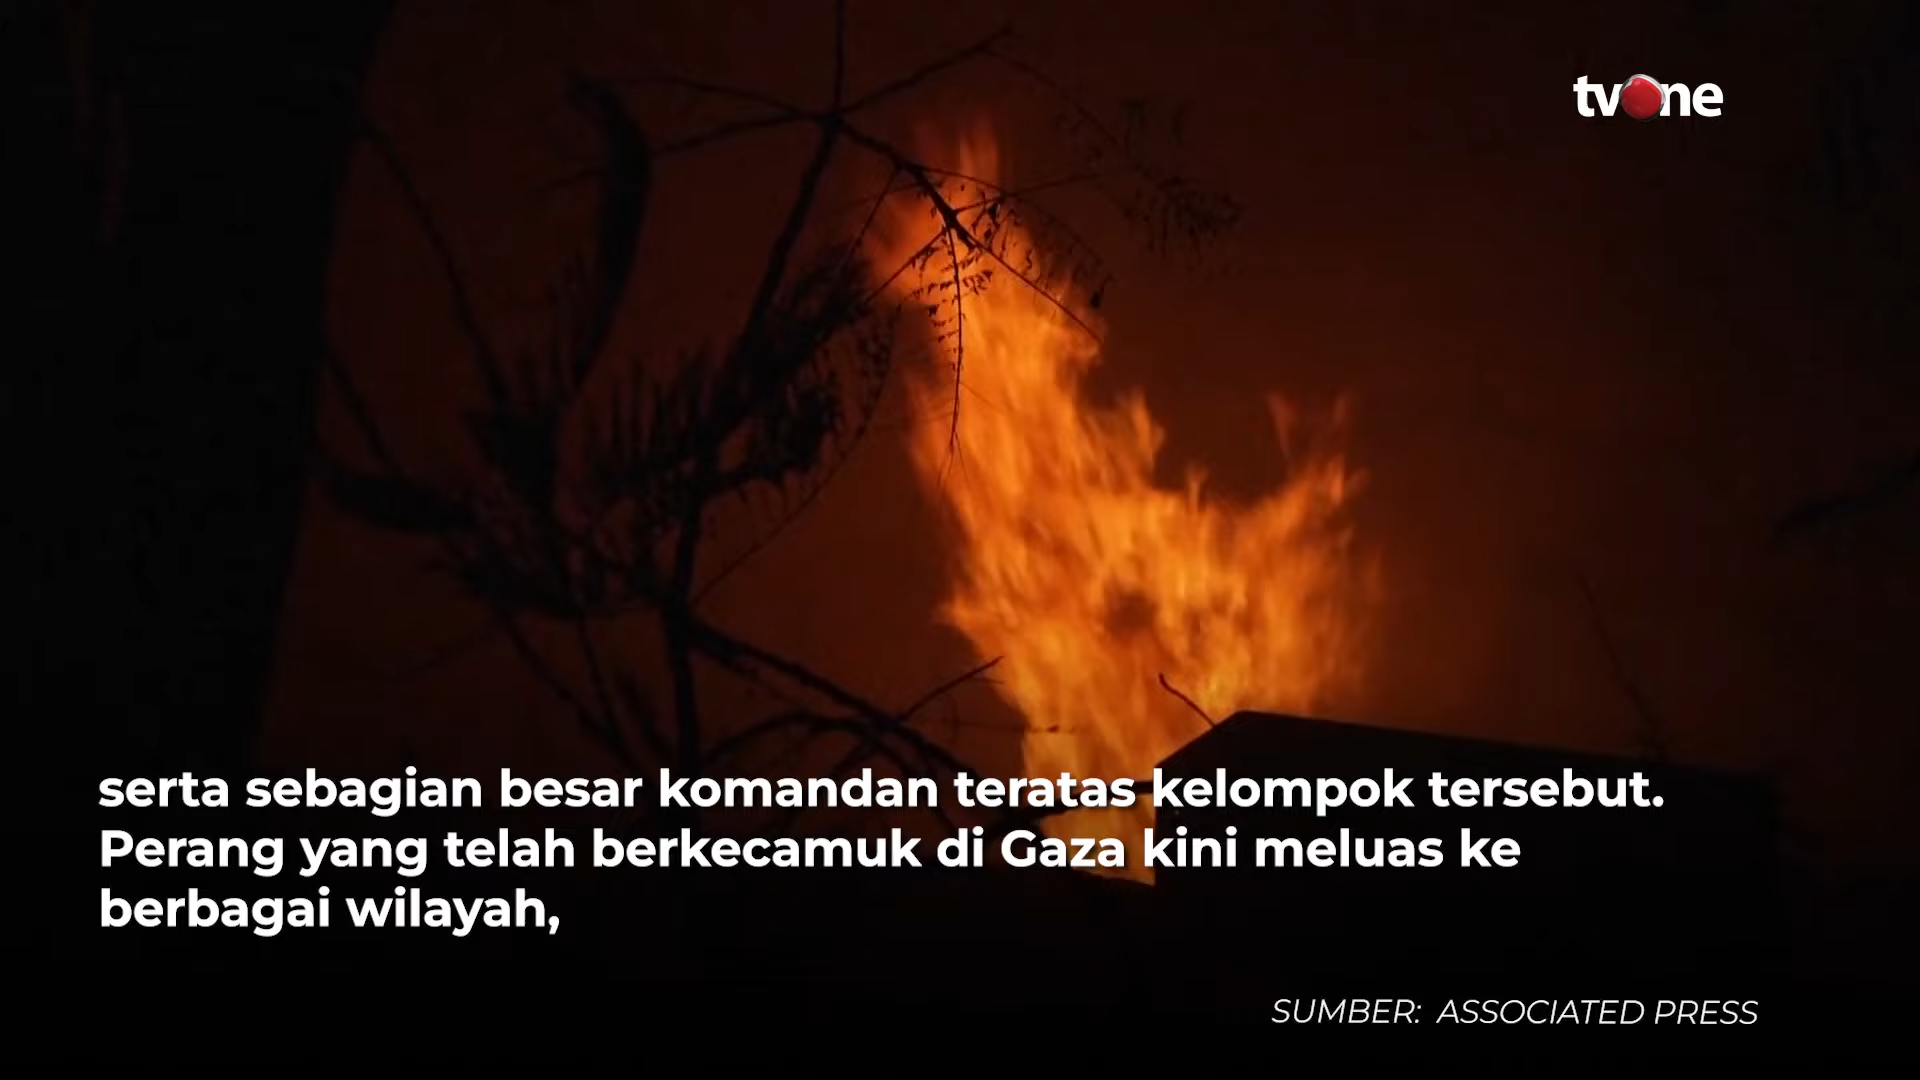 tvone
serta sebagian besar komandan teratas kelompok tersebut.
Perang yang telah berkecamuk di Gaza kini meluas ke
berbagai wilayah,
SUMBER: ASSOCIATED PRESS